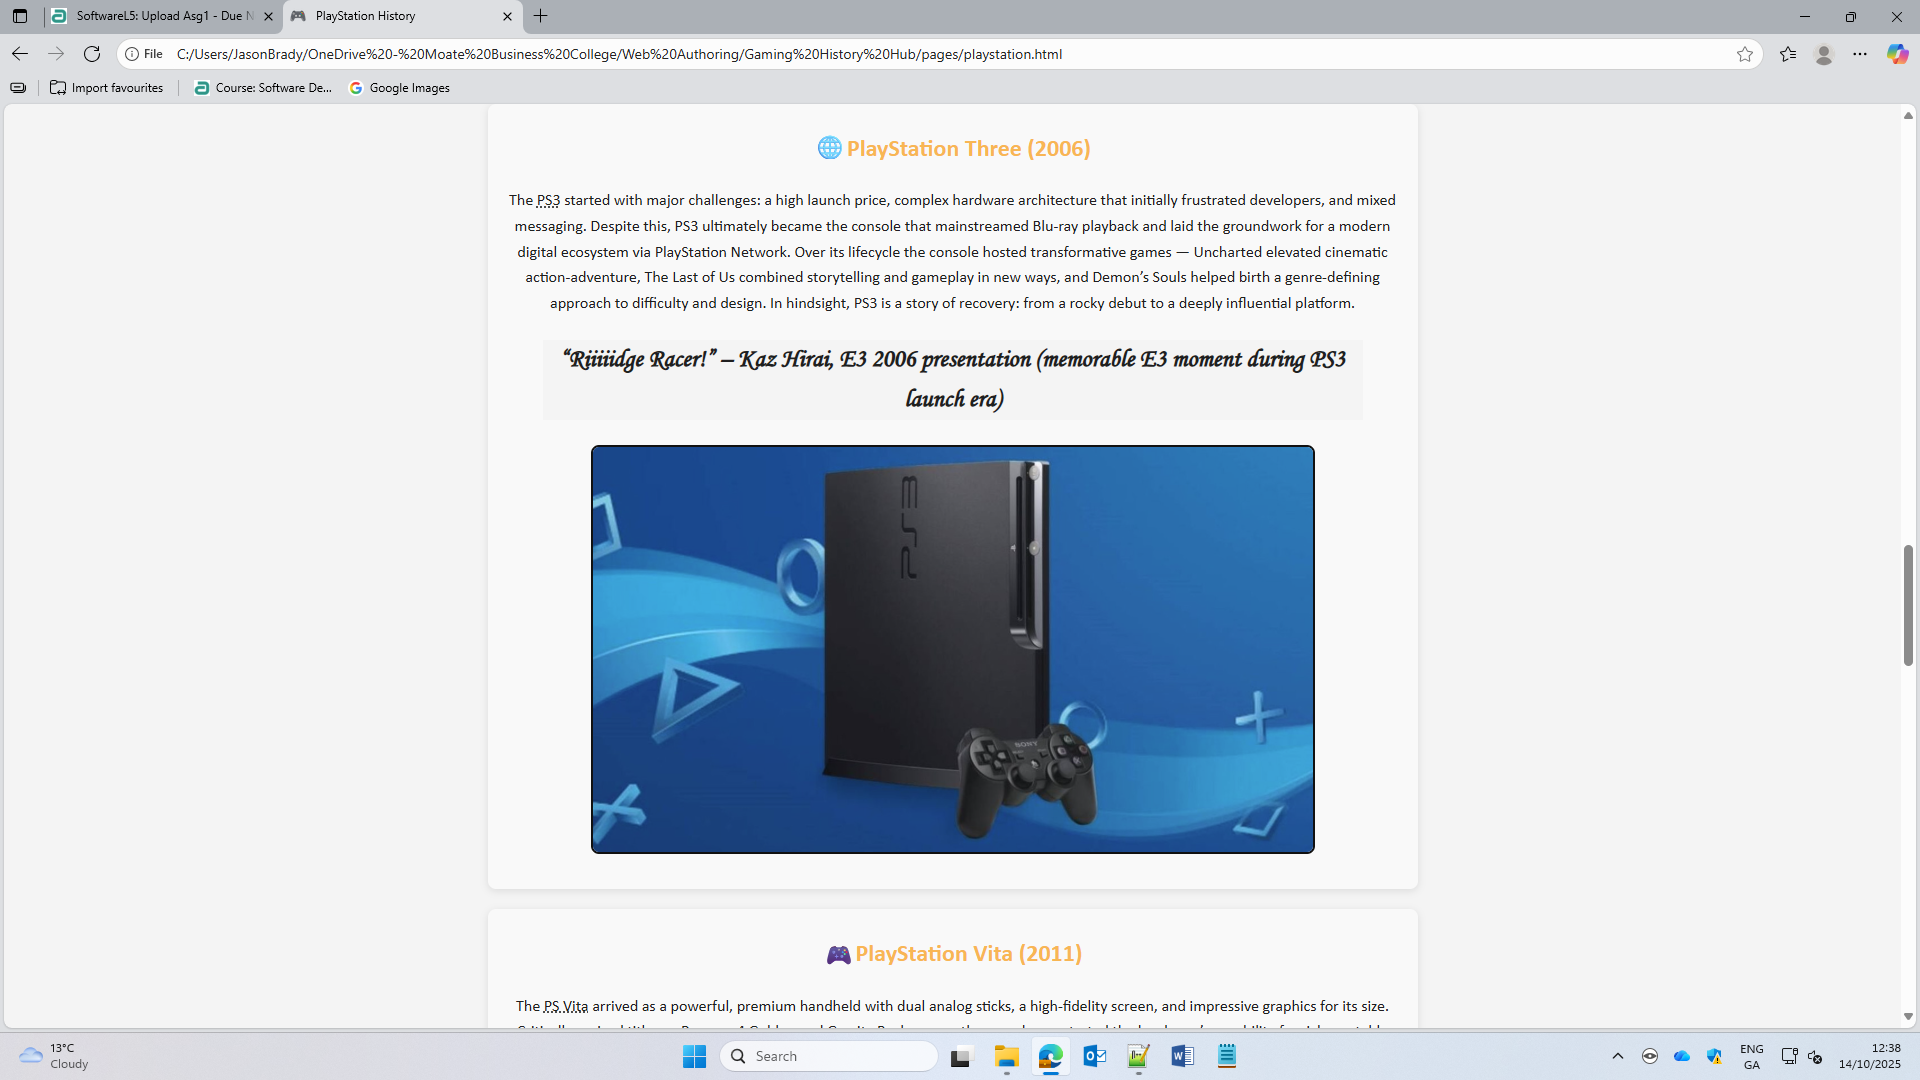 SoftwareL5: Upload Asg1 - Due N
PlayStation History
File
C:/Users/JasonBrady/OneDrive%20-%20Moate%20Business%20College/Web%20Authoring/Gaming%20History%20Hub/pages/playstation.html
Import favourites
Course: Software De...
Google Images
PlayStation Three (2006)
The PS3 started with major challenges: a high launch price, complex hardware architecture that initially frustrated developers, and mixed
messaging. Despite this, PS3 ultimately became the console that mainstreamed Blu-ray playback and laid the groundwork for a modern
digital ecosystem via PlayStation Network. Over its lifecycle the console hosted transformative games — Uncharted elevated cinematic
action-adventure, The Last of Us combined storytelling and gameplay in new ways, and Demon’s Souls helped birth a genre-defining
approach to difficulty and design. In hindsight, PS3 is a story of recovery: from a rocky debut to a deeply influential platform.
“Riiiiidge Racer!” – Kaz Hirai, E3 2006 presentation (memorable E3 moment during PS3
launch era)
PS3
SONY
PlayStation Vita (2011)
The PS Vita arrived as a powerful, premium handheld with dual analog sticks, a high-fidelity screen, and impressive graphics for its size.
13°C
Cloudy
Search
ENG
GA
12:38
14/10/2025